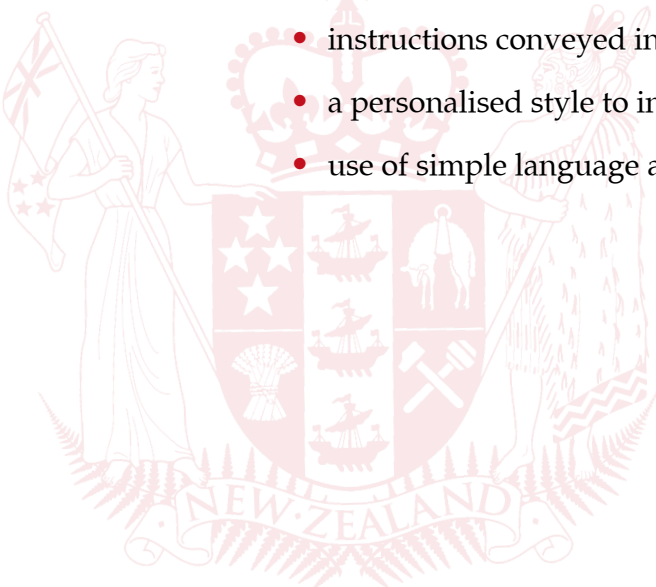 • instructions conveyed in
• a personalised style to in
• use of simple language a
NEW·ZEALAND